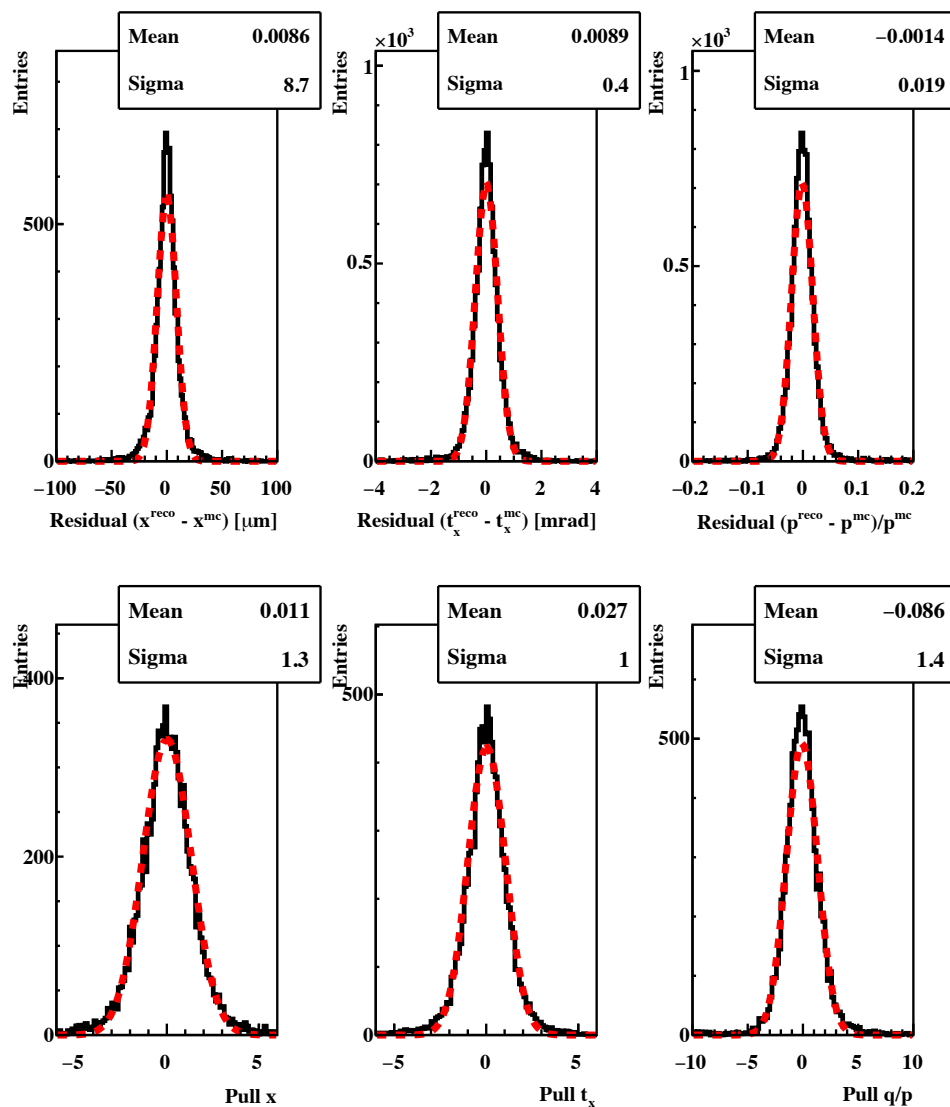 Mean 0.0086
Sigma 8.7
Entries
500
0
−100 −50 0 50 100
Residual (x^reco - x^mc) [μm]
×10³
Mean 0.0089
Sigma 0.4
Entries
1
0.5
0
−4 −2 0 2 4
Residual (t_x^reco - t_x^mc) [mrad]
×10³
Mean −0.0014
Sigma 0.019
Entries
1
0.5
0
−0.2 −0.1 0 0.1 0.2
Residual (p^reco - p^mc)/p^mc
Mean 0.011
Sigma 1.3
Entries
400
200
0
−5 0 5
Pull x
Mean 0.027
Sigma 1
Entries
500
0
−5 0 5
Pull t_x
Mean −0.086
Sigma 1.4
Entries
500
0
−10 −5 0 5 10
Pull q/p